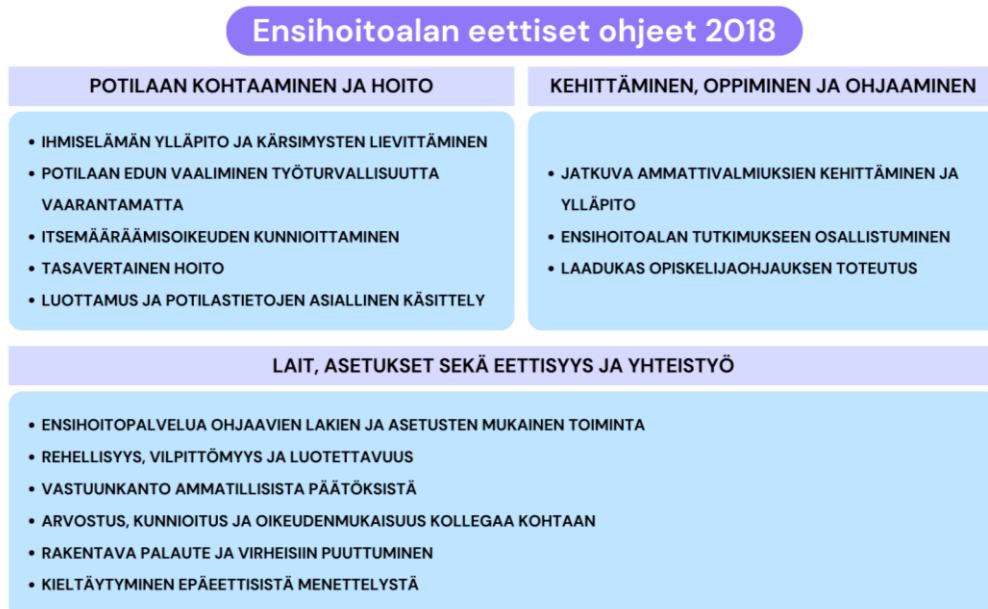 Ensihoitoalan eettiset ohjeet 2018
POTILAAN KOHTAAMINEN JA HOITO
• IHMISELÄMÄN YLLÄPITO JA KÄRSIMYSTEN LIEVITTÄMINEN
• POTILAAN EDUN VAALIMINEN TYÖTURVALLISUUTTA
VAARANTAMATTA
• ITSEMÄÄRÄÄMISOIKEUDEN KUNNIOITTAMINEN
• TASAVERTAINEN HOITO
• LUOTTAMUS JA POTILASTIETOJEN ASIALLINEN KÄSITTELY
KEHITTÄMINEN, OPPIMINEN JA OHJAAMINEN
• JATKUVA AMMATTIVALMIUKSIEN KEHITTÄMINEN JA
YLLÄPITO
• ENSIHOITOALAN TUTKIMUKSEEN OSALLISTUMINEN
• LAADUKAS OPISKELIJAOHJAUKSEN TOTEUTUS
LAIT, ASETUKSET SEKÄ EETTISYYS JA YHTEISTYÖ
• ENSIHOITOPALVELUA OHJAAVIEN LAKIEN JA ASETUSTEN MUKAINEN TOIMINTA
• REHELLISYYS, VILPITTÖMYYS JA LUOTETTAVUUS
• VASTUUNKANTO AMMATILLISISTA PÄÄTÖKSISTÄ
• ARVOSTUS, KUNNIOITUS JA OIKEUDENMUKAISUUS KOLLEGAA KOHTAAN
• RAKENTAVA PALAUTE JA VIRHEISIIN PUUTTUMINEN
• KIELTÄYTYMINEN EPÄEETTISISTÄ MENETTELYSTÄ